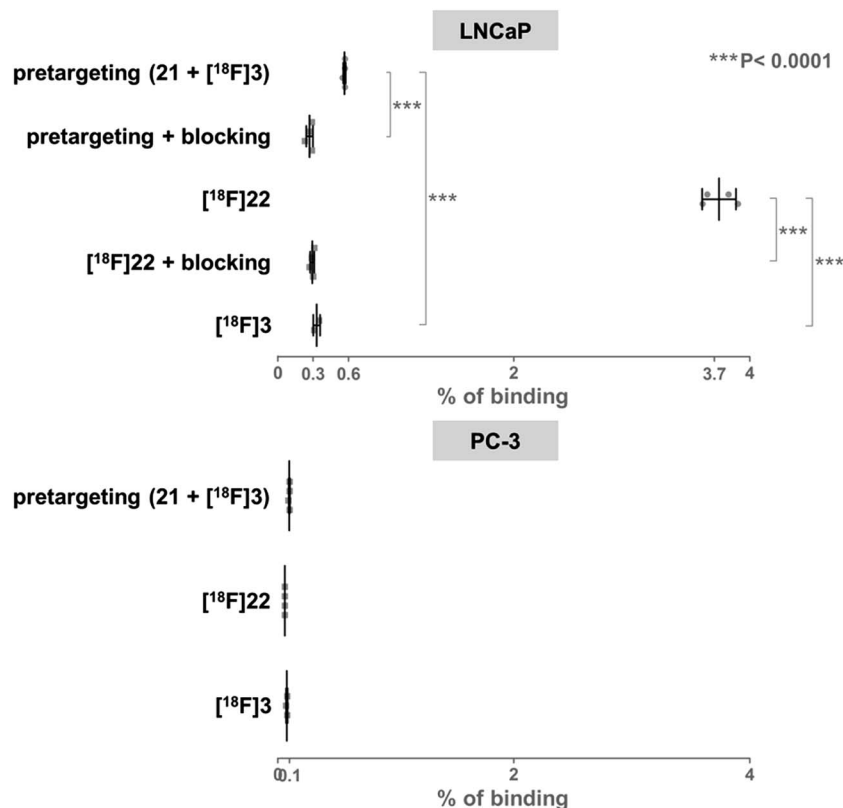 LNCaP
***P< 0.0001
pretargeting (21 + [¹⁸F]3)
***
pretargeting + blocking
***
[¹⁸F]22
***
[¹⁸F]22 + blocking
***
[¹⁸F]3
0 0.3 0.6 2 3.7 4
% of binding
PC-3
pretargeting (21 + [¹⁸F]3)
[¹⁸F]22
[¹⁸F]3
0 0.1 2 4
% of binding